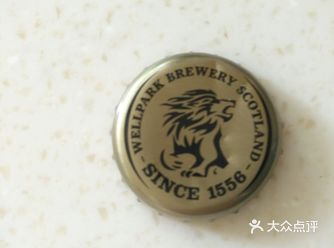 - WELLPARK BREWERY SCOTLAND -
SINCE 1556
大众点评